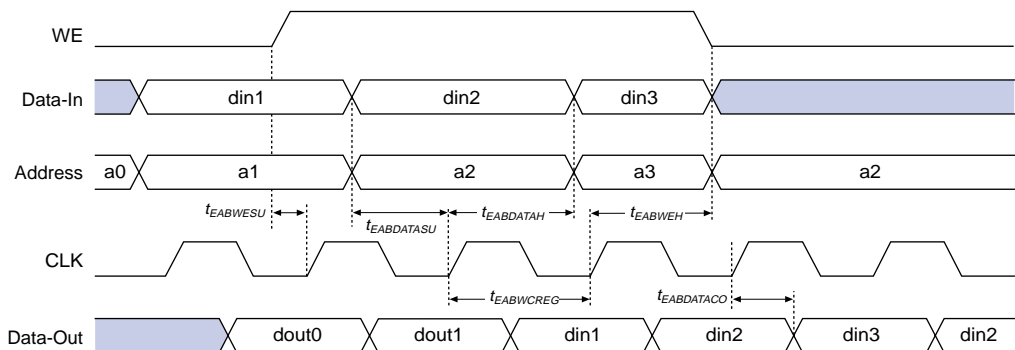 WE
Data-In din1 din2 din3
Address a0 a1 a2 a3 a2
tEABWESU tEABDATASU tEABDATAH tEABWEH
CLK
tEABWCREG tEABDATACO
Data-Out dout0 dout1 din1 din2 din3 din2